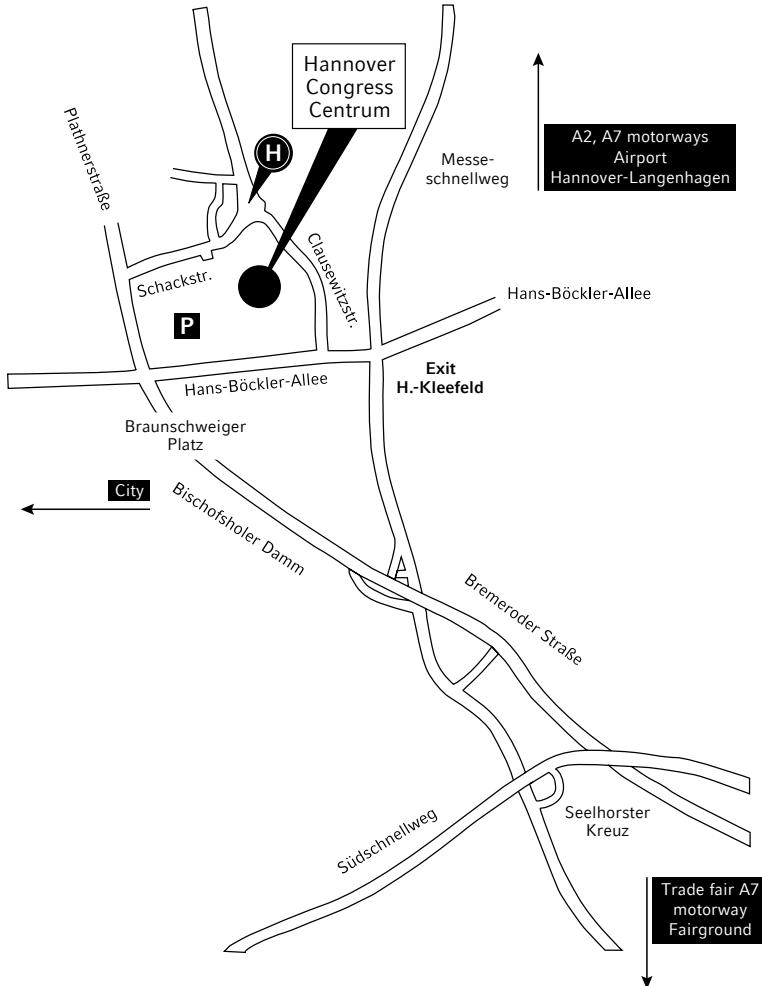 Hannover
Congress
Centrum
Plathnerstraße
H
Messe-
schnellweg
A2, A7 motorways
Airport
Hannover-Langenhagen
Schackstr.
Clausewitzstr.
Hans-Böckler-Allee
P
Exit
H.-Kleefeld
Hans-Böckler-Allee
Braunschweiger
Platz
City
Bischofsholer Damm
Bremeroder Straße
Seelhorster
Kreuz
Südschnellweg
Trade fair A7
motorway
Fairground